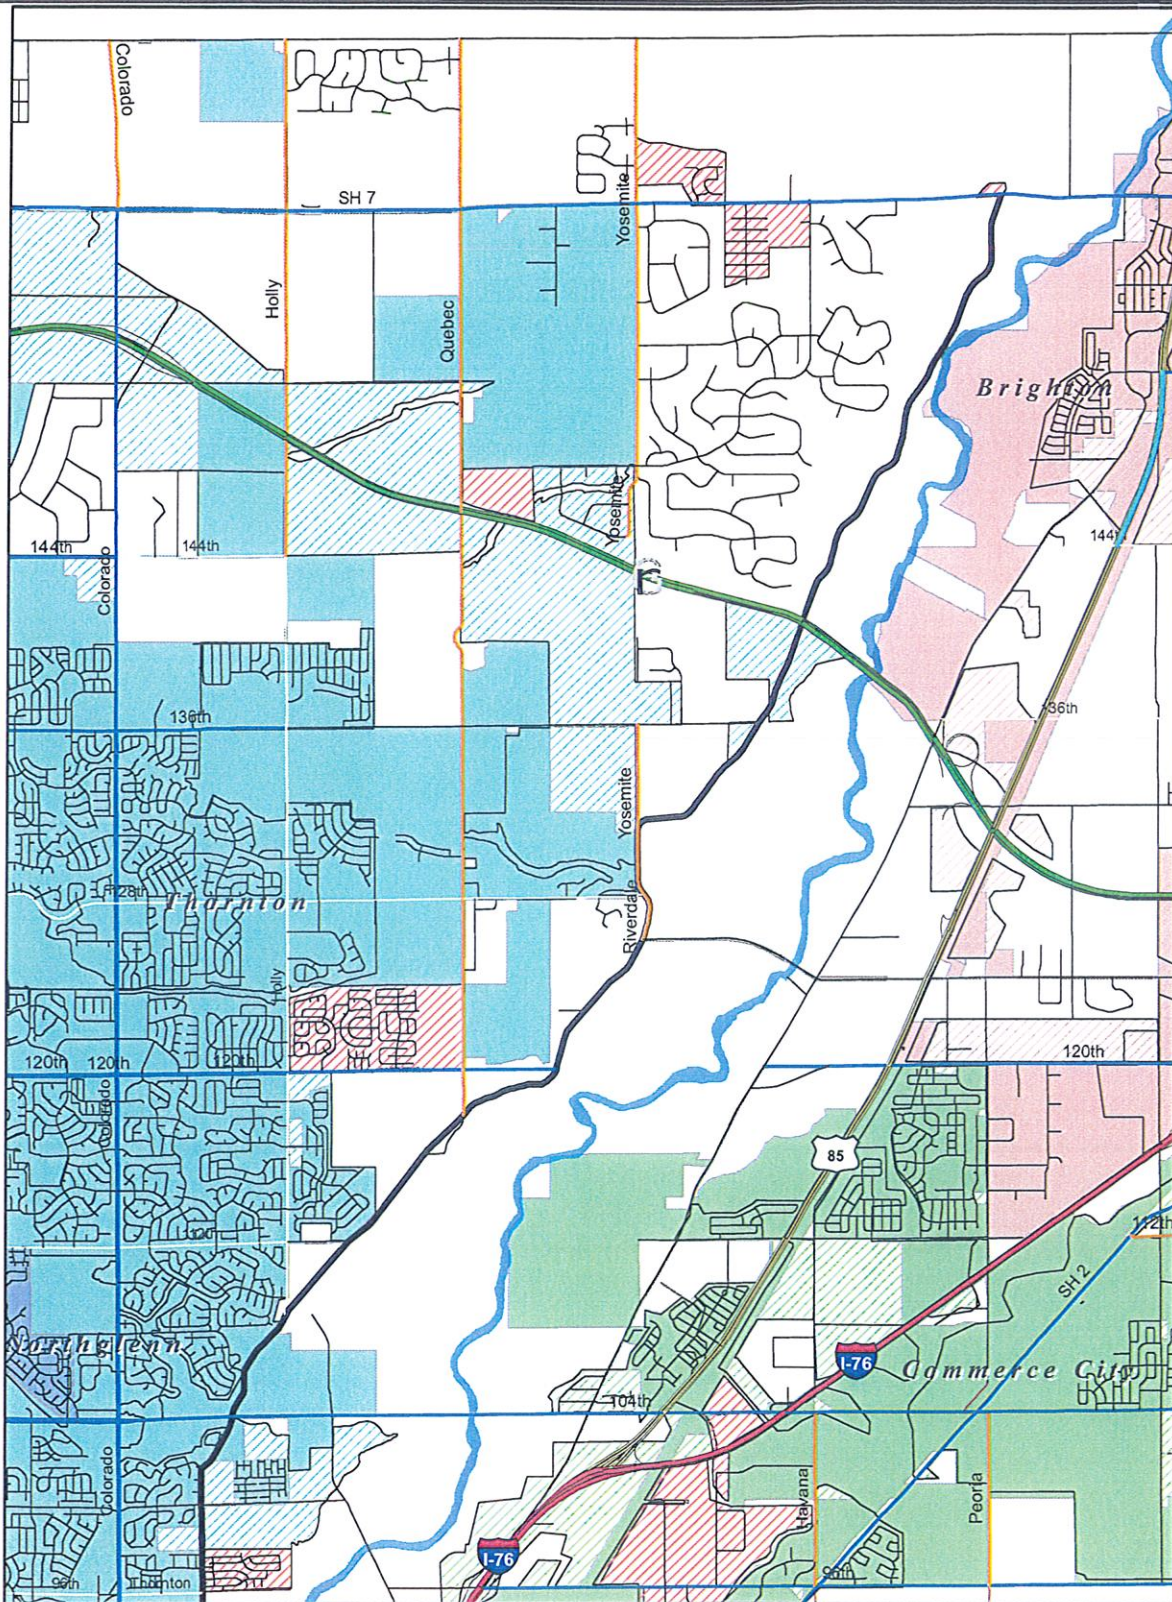 Colorado
SH 7
Yosemite
Holly
Quebec
Brighton
Yosemite
144th
144th
144th
Colorado
136th
136th
Yosemite
128th
Thornton
Riverdale
Holly
120th
120th
120th
120th
Colorado
85
112th
SH 2
Northglenn
I-76
Commerce City
104th
Colorado
Havana
Peoria
I-76
96th
Thornton
96th